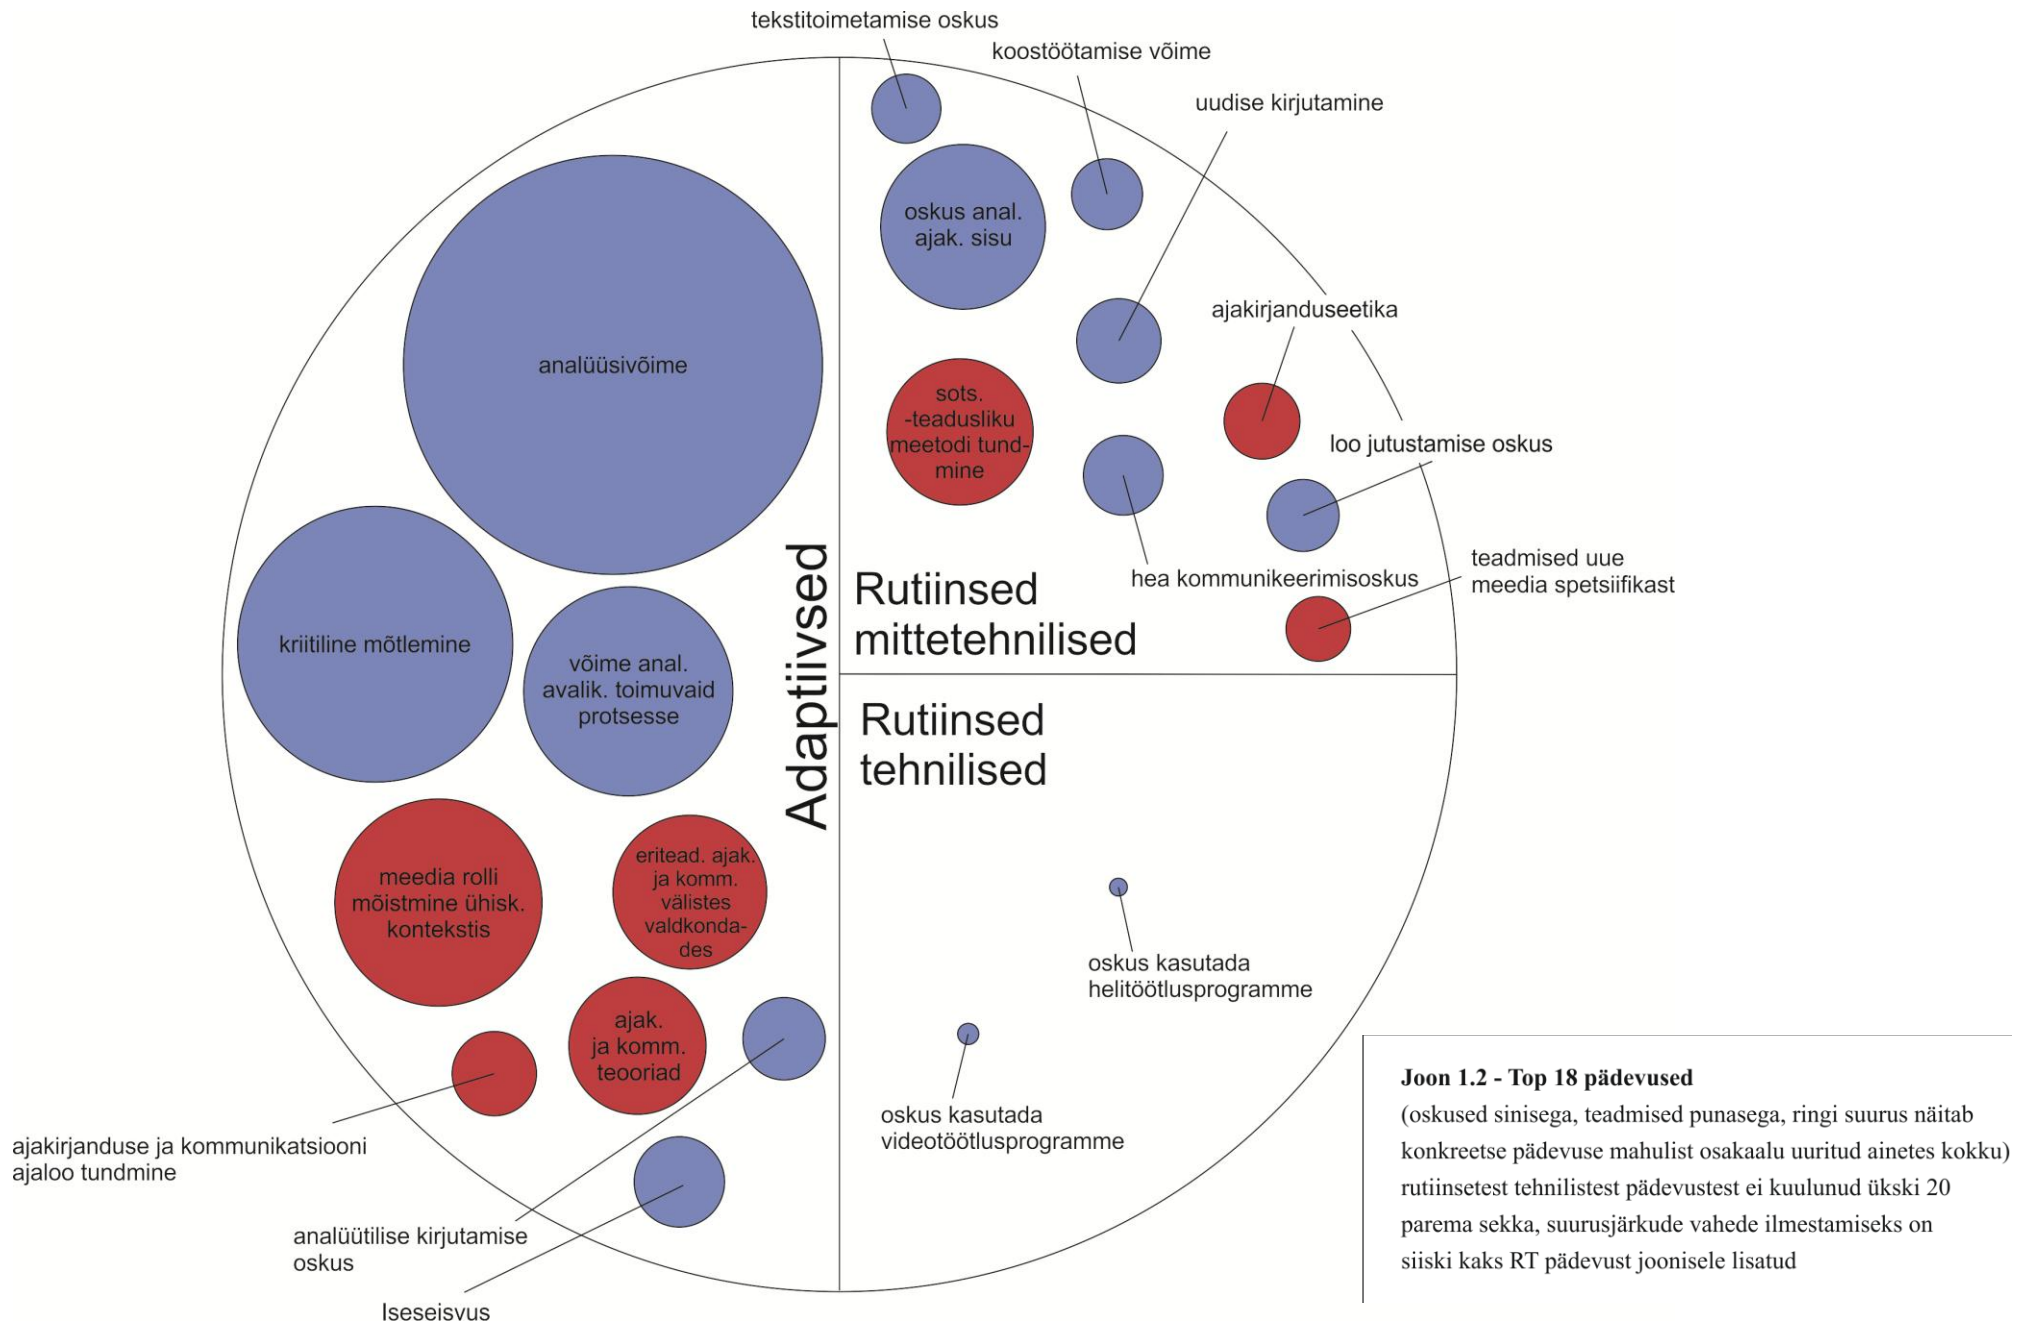 tekstitoimetamise oskus
koostöötamise võime
uudise kirjutamine
oskus anal.
ajak. sisu
ajakirjanduseetika
analüüsivõime
sots.
-teadusliku
meetodi tund-
mine
loo jutustamise oskus
hea kommunikeerimisoskus
teadmised uue
meedia spetsiifikast
Adaptiivsed
Rutiinsed
mittetehnilised
kriitiline mõtlemine
võime anal.
avalik. toimuvaid
protsesse
Rutiinsed
tehnilised
meedia rolli
mõistmine ühisk.
kontekstis
eritead. ajak.
ja komm.
välistes
valdkonda-
des
oskus kasutada
helitöötlusprogramme
ajak.
ja komm.
teooriad
oskus kasutada
videotöötlusprogramme
ajakirjanduse ja kommunikatsiooni
ajaloo tundmine
analüütilise kirjutamise
oskus
Iseseisvus
Joon 1.2 - Top 18 pädevused
(oskused sinisega, teadmised punasega, ringi suurus näitab
konkreetse pädevuse mahulist osakaalu uuritud ainetes kokku)
rutiinsetest tehnilistest pädevustest ei kuulunud ükski 20
parema sekka, suurusjärkude vahede ilmestamiseks on
siiski kaks RT pädevust joonisele lisatud